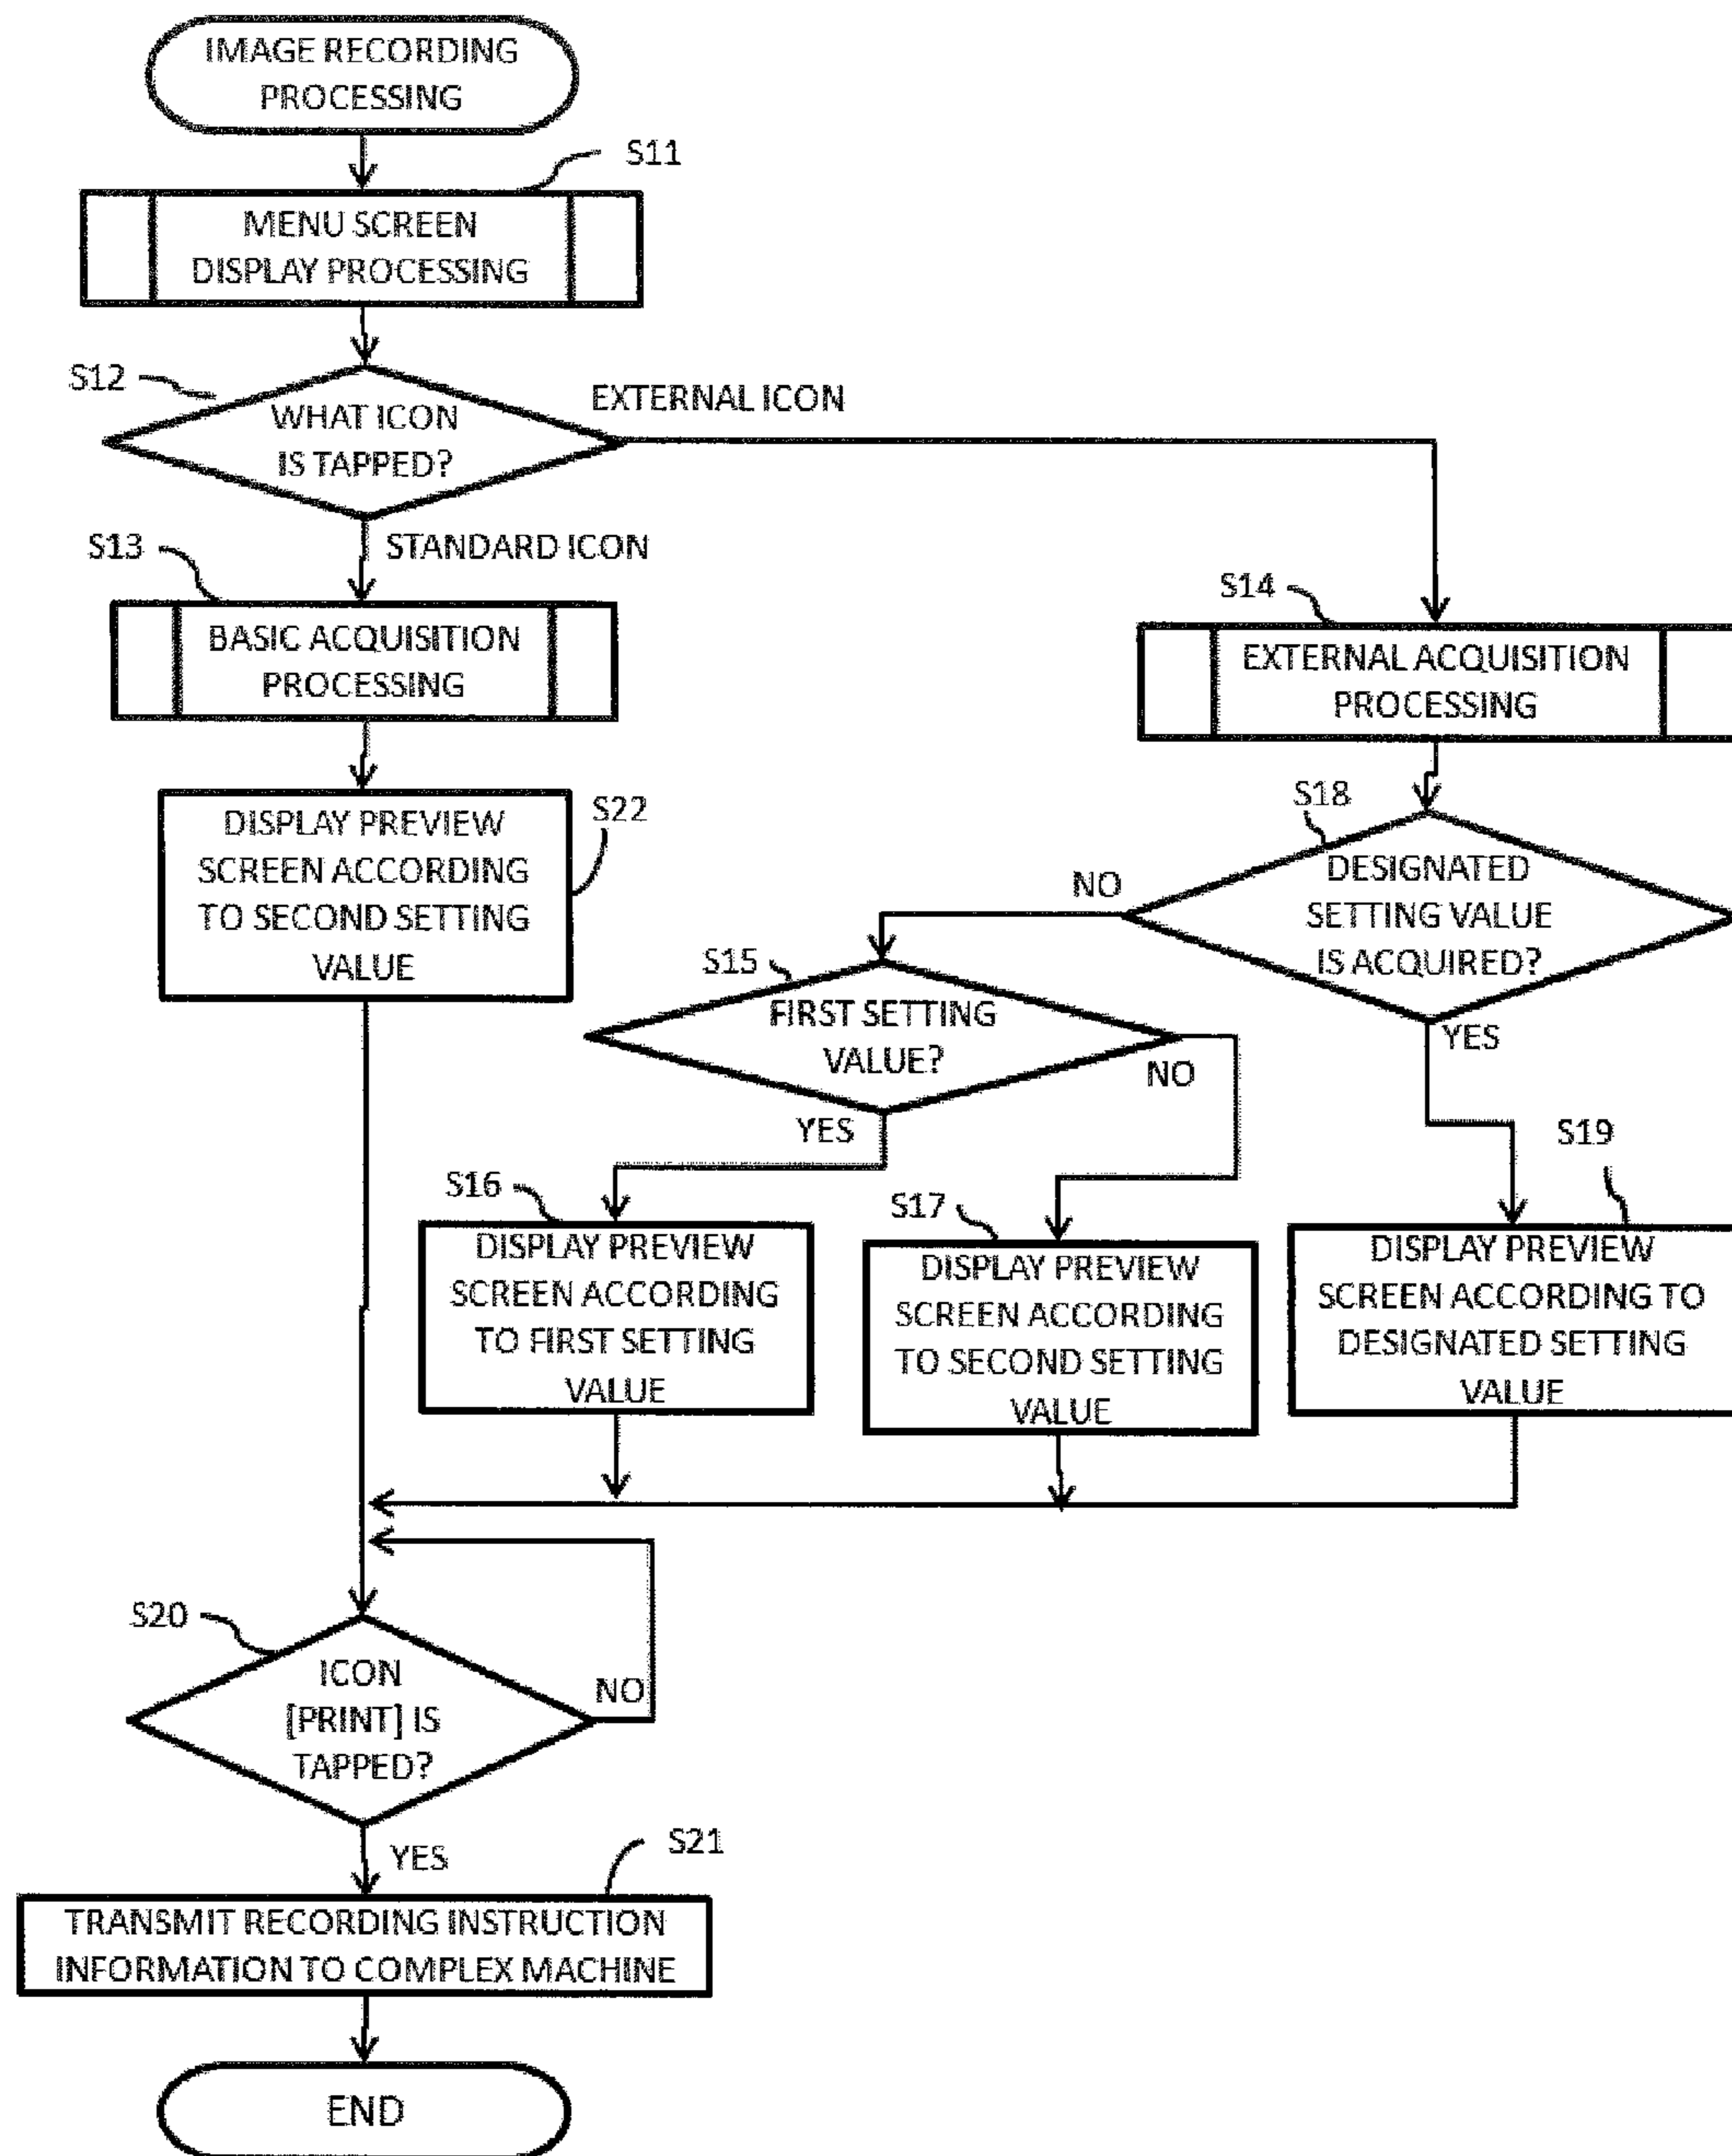 IMAGE RECORDING
PROCESSING
S11
MENU SCREEN
DISPLAY PROCESSING
S12
WHAT ICON
IS TAPPED?
EXTERNAL ICON
STANDARD ICON
S13
BASIC ACQUISITION
PROCESSING
S14
EXTERNAL ACQUISITION
PROCESSING
S22
DISPLAY PREVIEW
SCREEN ACCORDING
TO SECOND SETTING
VALUE
S18
DESIGNATED
SETTING VALUE
IS ACQUIRED?
NO
YES
S15
FIRST SETTING
VALUE?
NO
YES
S16
DISPLAY PREVIEW
SCREEN ACCORDING
TO FIRST SETTING
VALUE
S17
DISPLAY PREVIEW
SCREEN ACCORDING
TO SECOND SETTING
VALUE
S19
DISPLAY PREVIEW
SCREEN ACCORDING TO
DESIGNATED SETTING
VALUE
S20
ICON
[PRINT] IS
TAPPED?
NO
YES
S21
TRANSMIT RECORDING INSTRUCTION
INFORMATION TO COMPLEX MACHINE
END